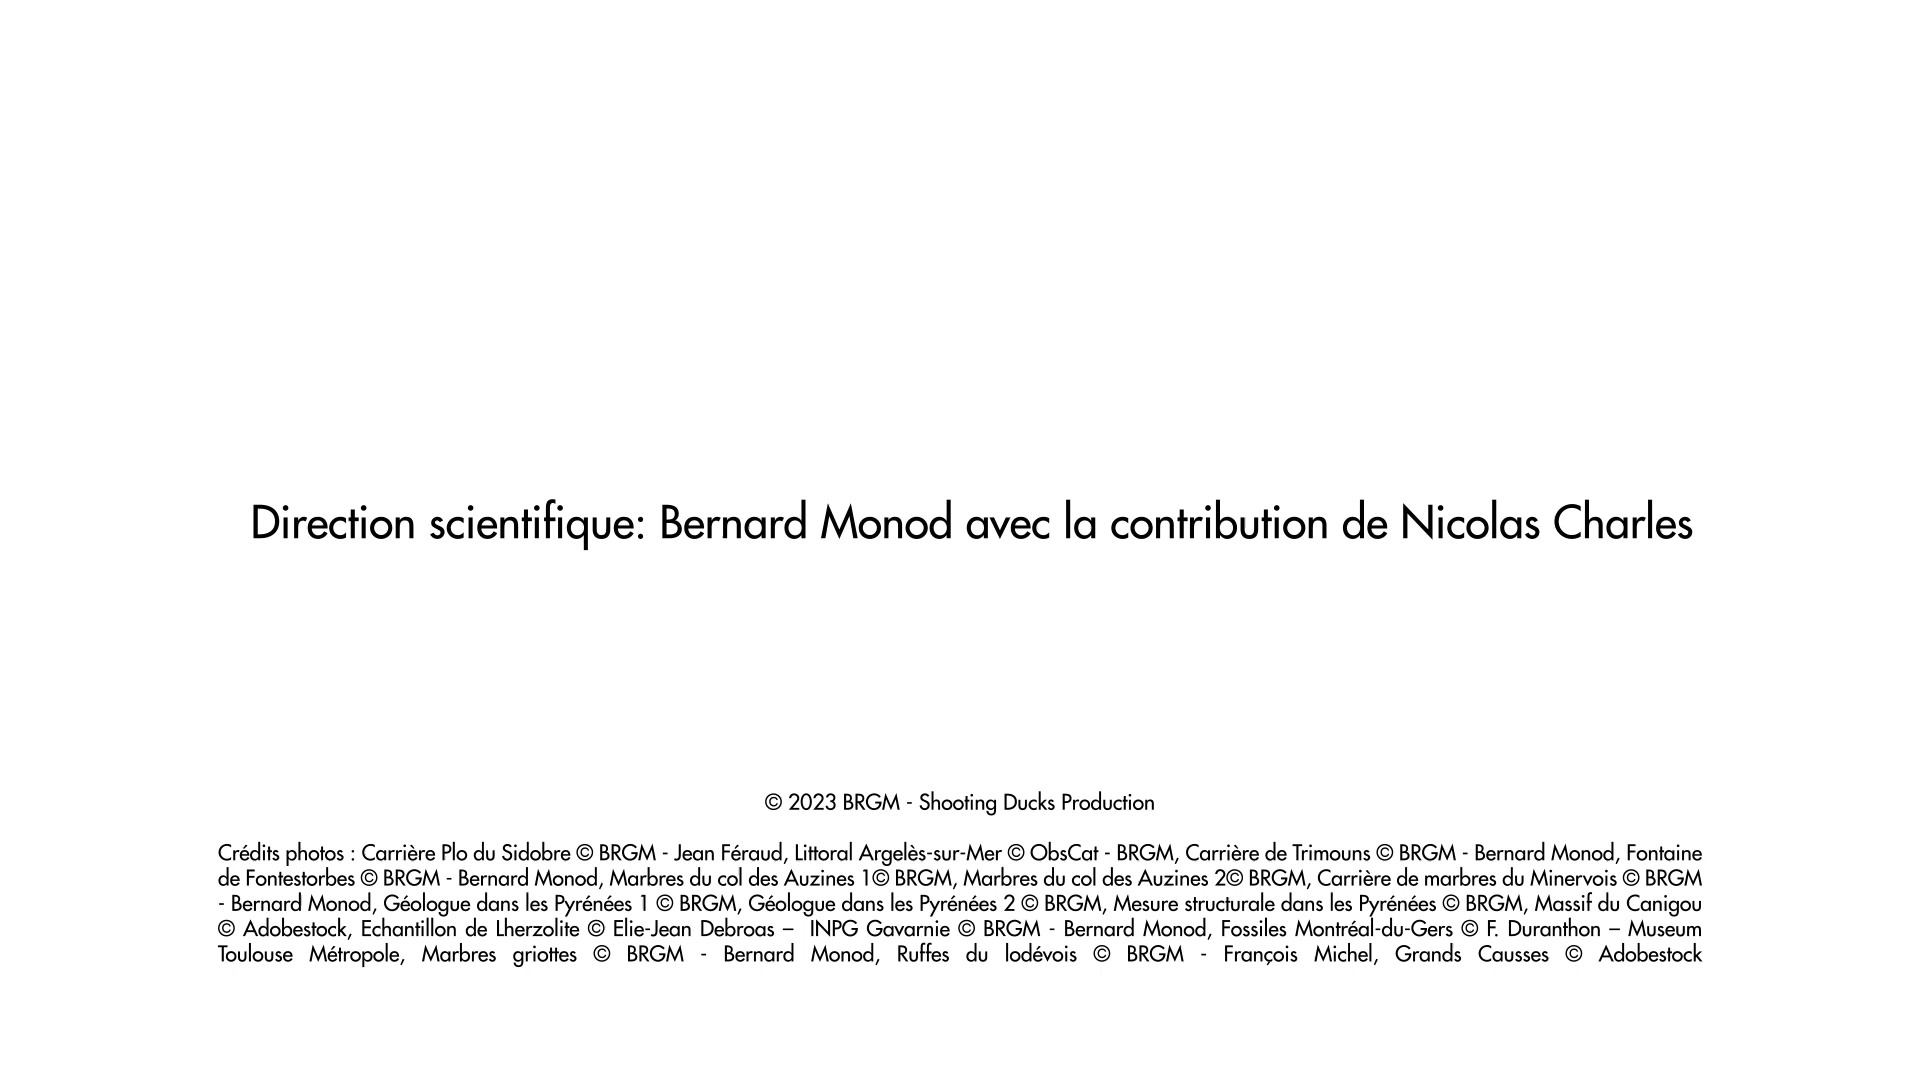 Direction scientifique: Bernard Monod avec la contribution de Nicolas Charles
© 2023 BRGM - Shooting Ducks Production
Crédits photos : Carrière Plo du Sidobre © BRGM - Jean Féraud, Littoral Argelès-sur-Mer © ObsCat - BRGM, Carrière de Trimouns © BRGM - Bernard Monod, Fontaine
de Fontestorbes © BRGM - Bernard Monod, Marbres du col des Auzines 1© BRGM, Marbres du col des Auzines 2© BRGM, Carrière de marbres du Minervois © BRGM
- Bernard Monod, Géologue dans les Pyrénées 1 © BRGM, Géologue dans les Pyrénées 2 © BRGM, Mesure structurale dans les Pyrénées © BRGM, Massif du Canigou
© Adobestock, Echantillon de Lherzolite © Elie-Jean Debroas – INPG Gavarnie © BRGM - Bernard Monod, Fossiles Montréal-du-Gers © F. Duranthon – Museum
Toulouse Métropole, Marbres griottes © BRGM - Bernard Monod, Ruffes du lodévois © BRGM - François Michel, Grands Causses © Adobestock